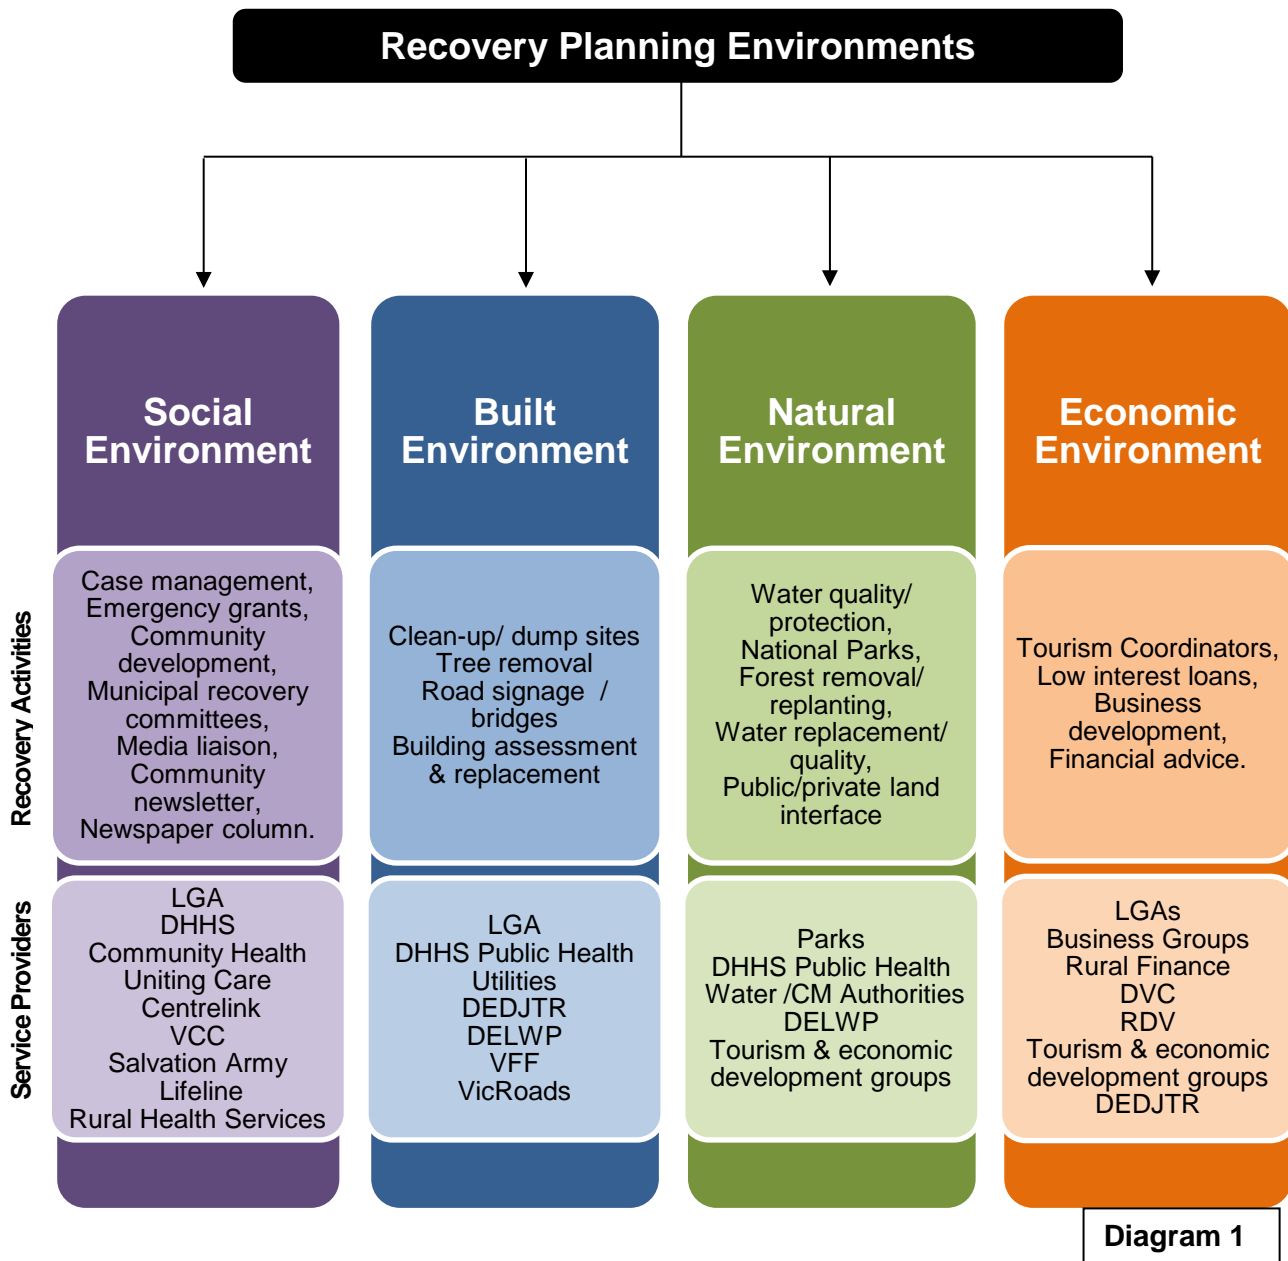 Recovery Planning Environments
Social
Environment
Built
Environment
Natural
Environment
Economic
Environment
Recovery Activities
Case management,
Emergency grants,
Community
development,
Municipal recovery
committees,
Media liaison,
Community
newsletter,
Newspaper column.
Clean-up/ dump sites
Tree removal
Road signage /
bridges
Building assessment
& replacement
Water quality/
protection,
National Parks,
Forest removal/
replanting,
Water replacement/
quality,
Public/private land
interface
Tourism Coordinators,
Low interest loans,
Business
development,
Financial advice.
Service Providers
LGA
DHHS
Community Health
Uniting Care
Centrelink
VCC
Salvation Army
Lifeline
Rural Health Services
LGA
DHHS Public Health
Utilities
DEDJTR
DELWP
VFF
VicRoads
Parks
DHHS Public Health
Water /CM Authorities
DELWP
Tourism & economic
development groups
LGAs
Business Groups
Rural Finance
DVC
RDV
Tourism & economic
development groups
DEDJTR
Diagram 1